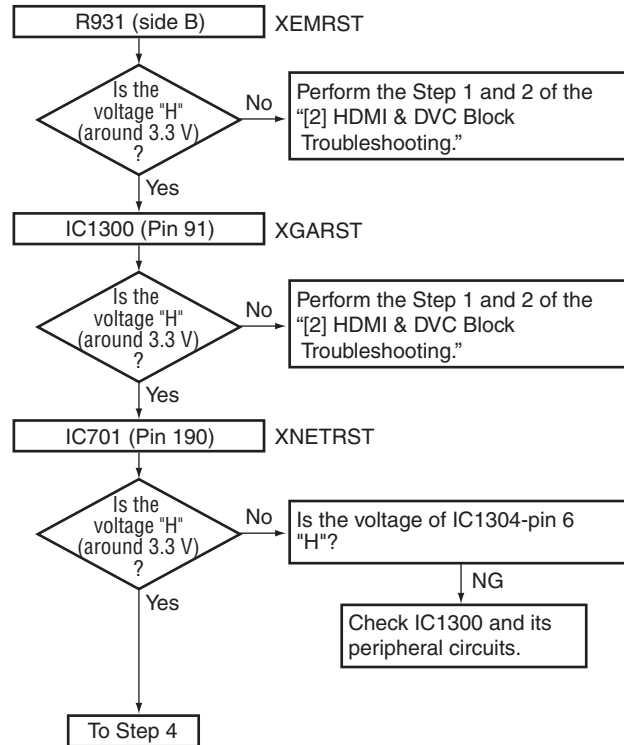 R931 (side B)
XEMRST
Is the
voltage "H"
(around 3.3 V)
?
No
Perform the Step 1 and 2 of the
“[2] HDMI & DVC Block
Troubleshooting.”
Yes
IC1300 (Pin 91)
XGARST
Is the
voltage "H"
(around 3.3 V)
?
No
Perform the Step 1 and 2 of the
“[2] HDMI & DVC Block
Troubleshooting.”
Yes
IC701 (Pin 190)
XNETRST
Is the
voltage "H"
(around 3.3 V)
?
No
Is the voltage of IC1304-pin 6
"H"?
NG
Check IC1300 and its
peripheral circuits.
Yes
To Step 4